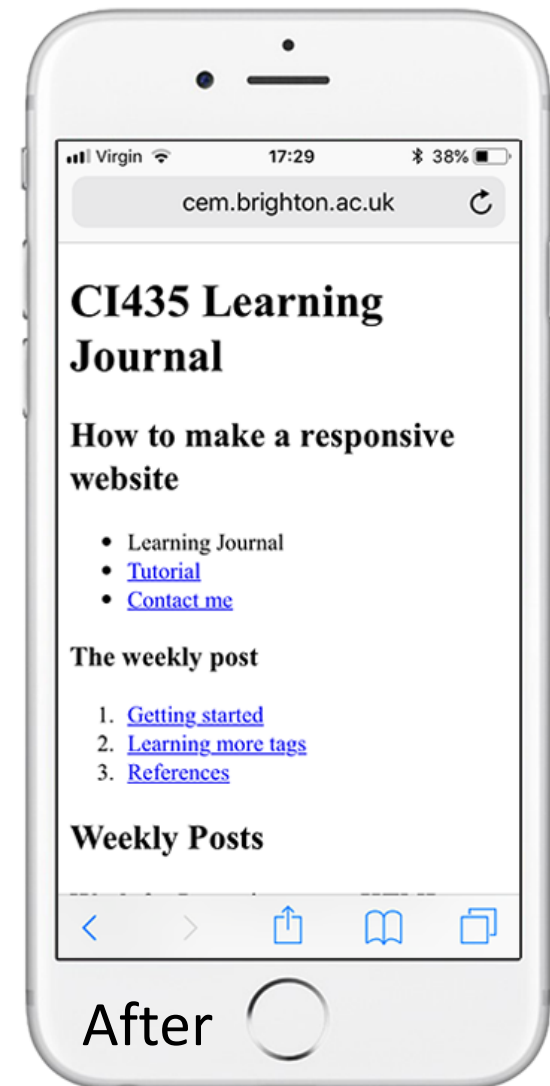 Virgin 17:29 38%
cem.brighton.ac.uk
CI435 Learning
Journal
How to make a responsive
website
• Learning Journal
• Tutorial
• Contact me
The weekly post
1. Getting started
2. Learning more tags
3. References
Weekly Posts
After